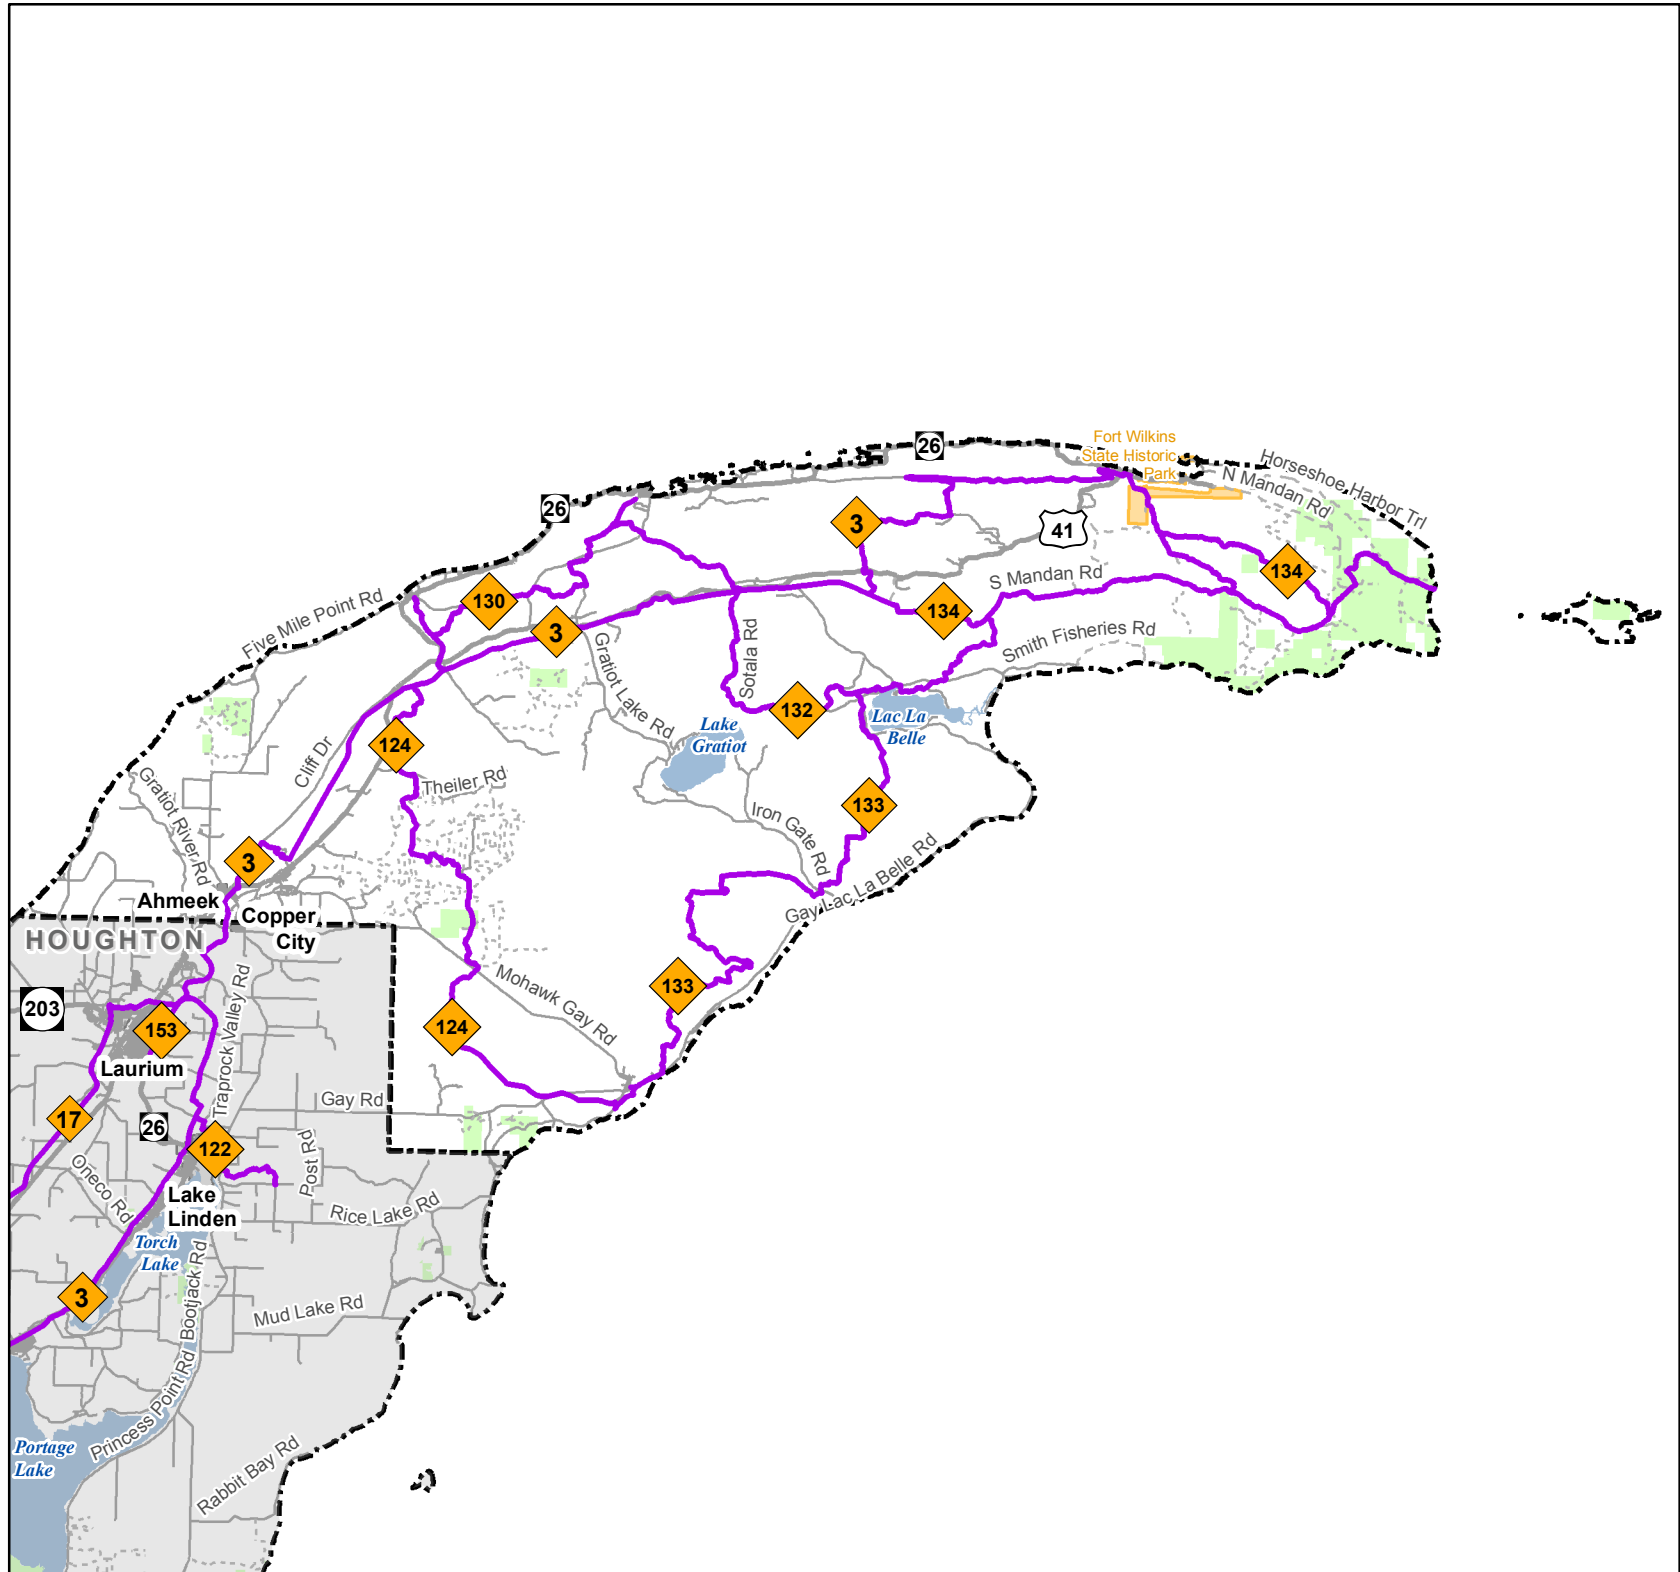 26
Fort Wilkins
State Historic
Park
Horseshoe Harbor Trl
N Mandan Rd
26
3
41
134
S Mandan Rd
Five Mile Point Rd
130
134
3
Smith Fisheries Rd
Gratiot Lake Rd
Sotala Rd
132
Lac La
Belle
Lake
Gratiot
124
Cliff Dr
Theiler Rd
133
Gratiot River Rd
Iron Gate Rd
3
Gay Lac La Belle Rd
Ahmeek
Copper
City
HOUGHTON
133
Mohawk Gay Rd
203
153
124
Traprock Valley Rd
Laurium
Gay Rd
17
26
122
Post Rd
Oneco Rd
Lake
Linden
Rice Lake Rd
Torch
Lake
3
Bootjack Rd
Mud Lake Rd
Princess Point Rd
Portage
Lake
Rabbit Bay Rd